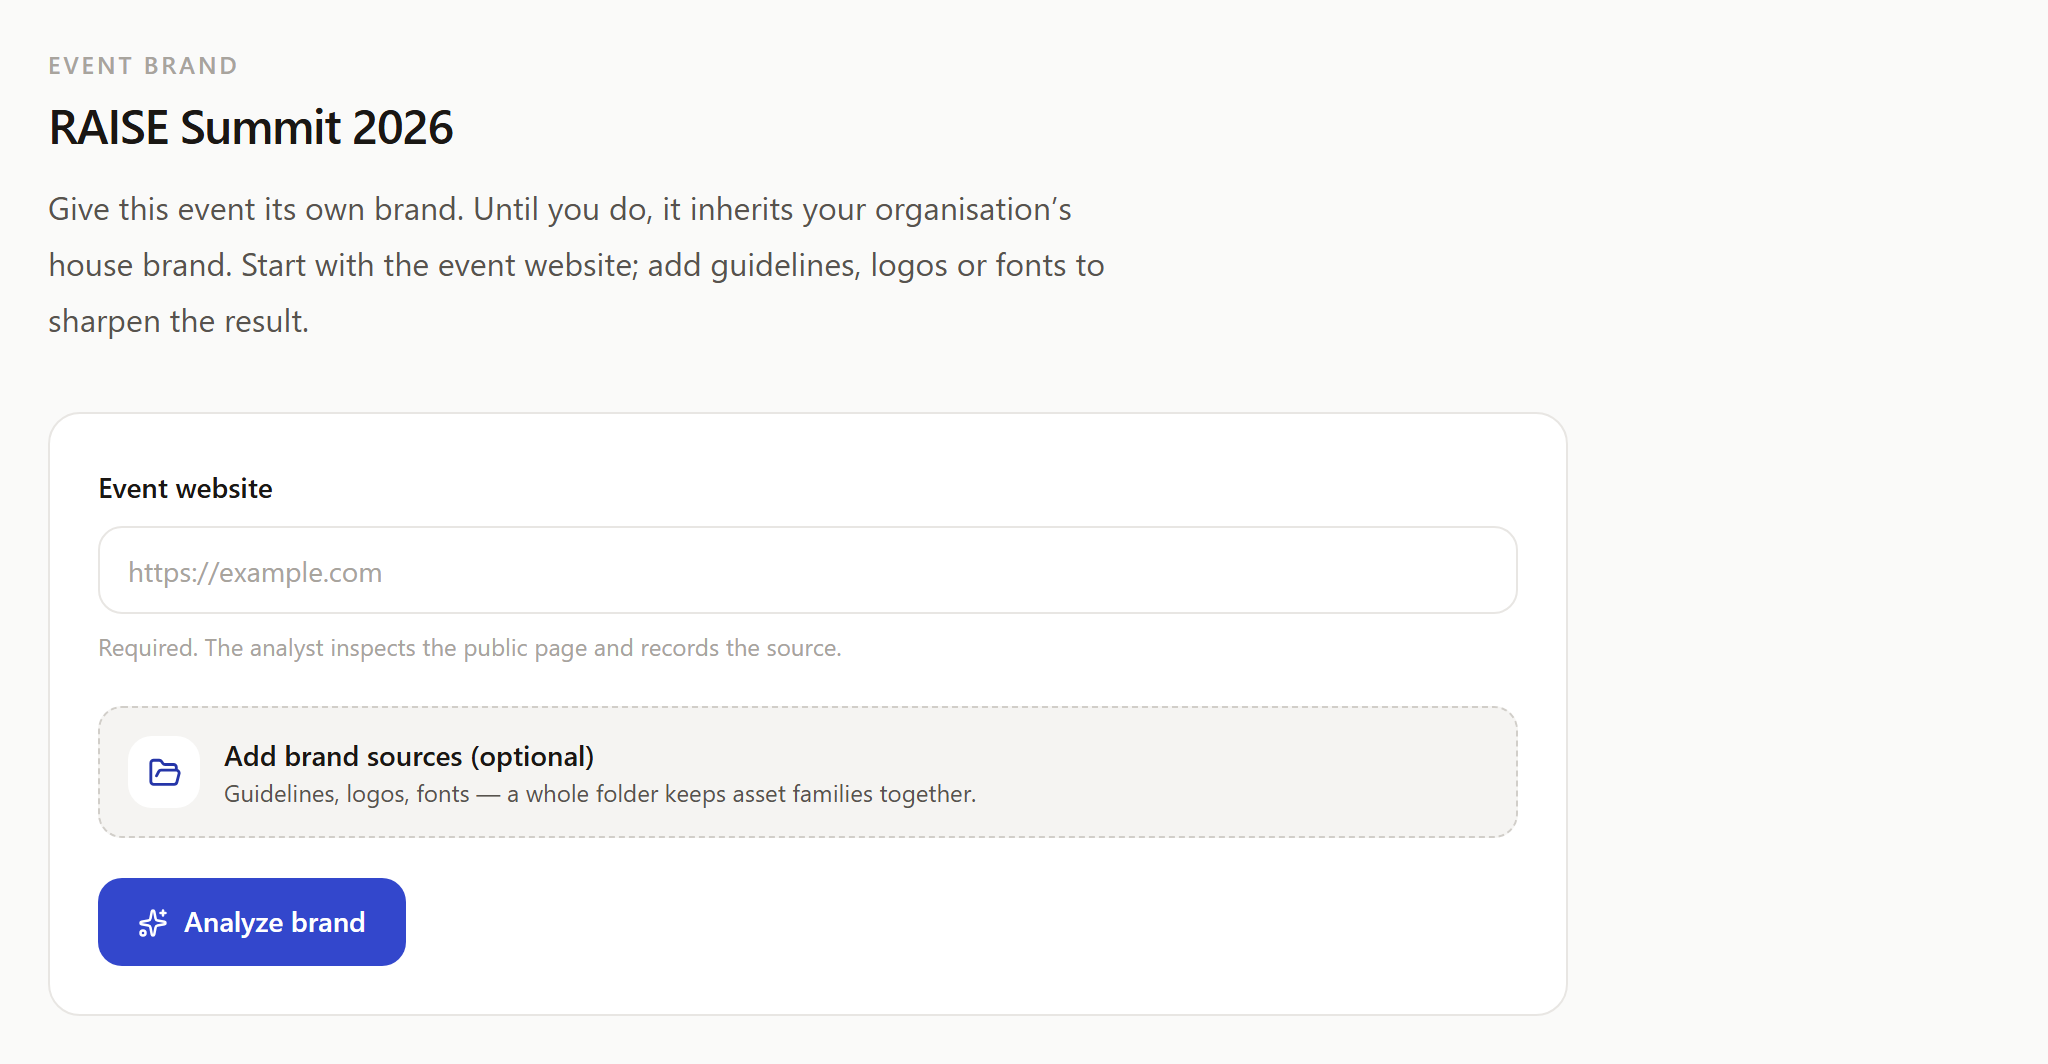 EVENT BRAND
RAISE Summit 2026
Give this event its own brand. Until you do, it inherits your organisation’s
house brand. Start with the event website; add guidelines, logos or fonts to
sharpen the result.
Event website
https://example.com
Required. The analyst inspects the public page and records the source.
Add brand sources (optional)
Guidelines, logos, fonts — a whole folder keeps asset families together.
Analyze brand